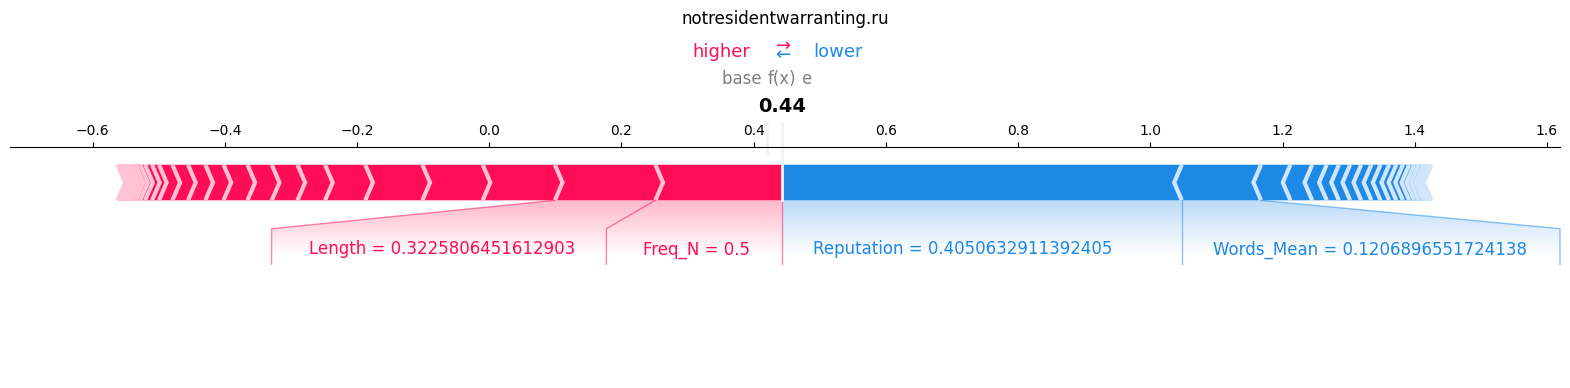 notresidentwarranting.ru
higher ⇄ lower
base f(x) e
0.44
−0.6 −0.4 −0.2 0.0 0.2 0.4 0.6 0.8 1.0 1.2 1.4 1.6
Length = 0.3225806451612903 Freq_N = 0.5 Reputation = 0.4050632911392405 Words_Mean = 0.1206896551724138